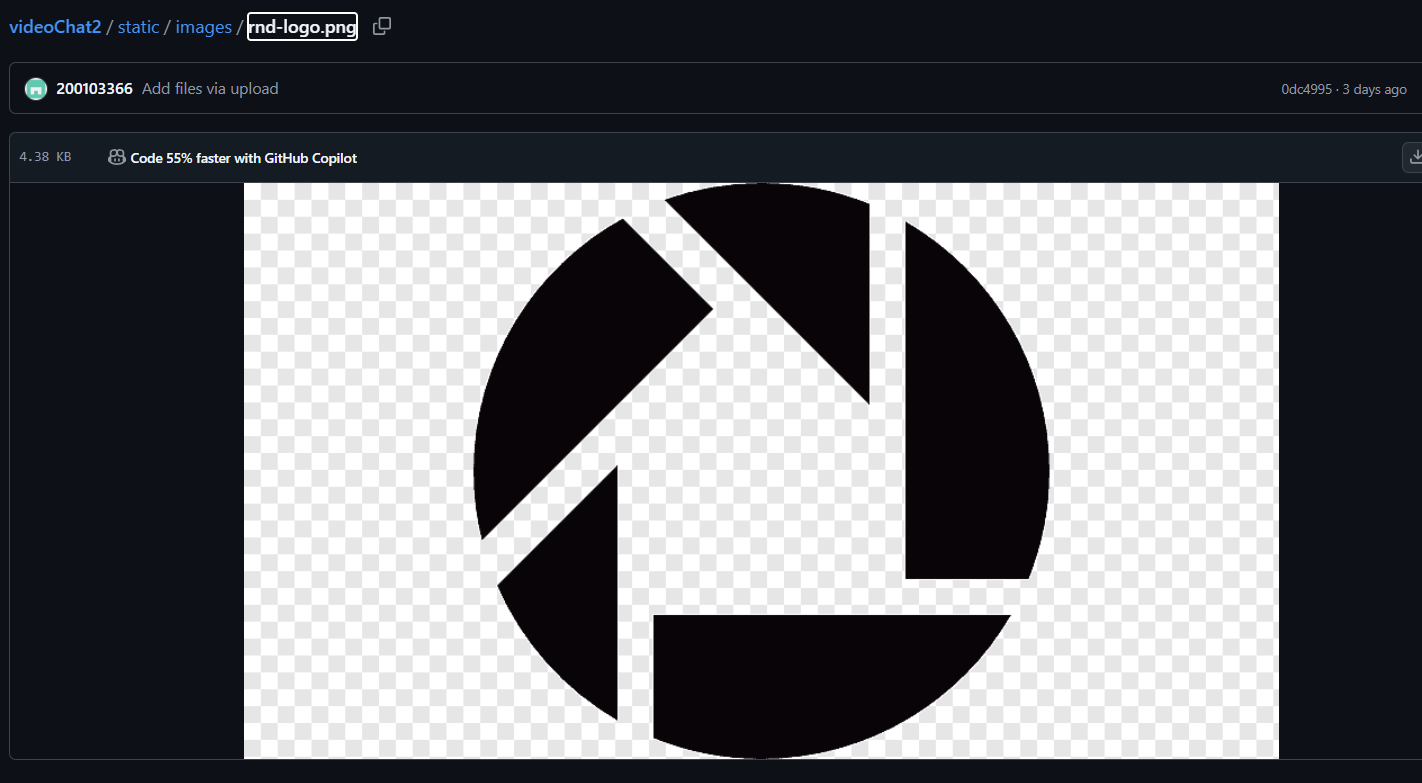 videoChat2 / static / images / rnd-logo.png
200103366 Add files via upload 0dc4995 · 3 days ago
4.38 KB Code 55% faster with GitHub Copilot